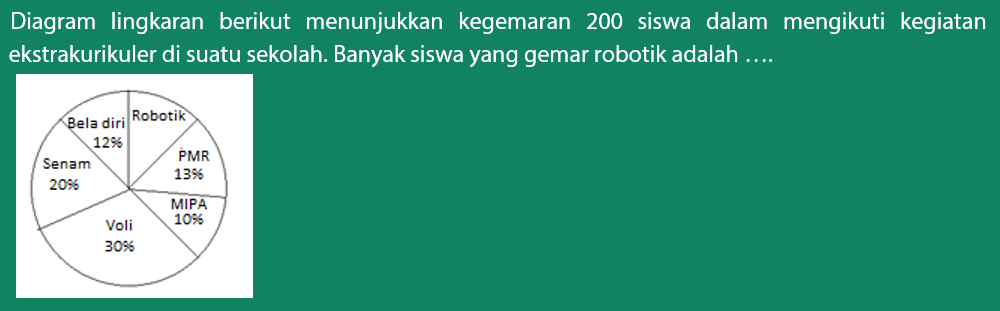 Diagram lingkaran berikut menunjukkan kegemaran 200 siswa dalam mengikuti kegiatan
ekstrakurikuler di suatu sekolah. Banyak siswa yang gemar robotik adalah ....
Robotik
Bela diri
12%
PMR
13%
Senam
20%
MIPA
10%
Voli
30%